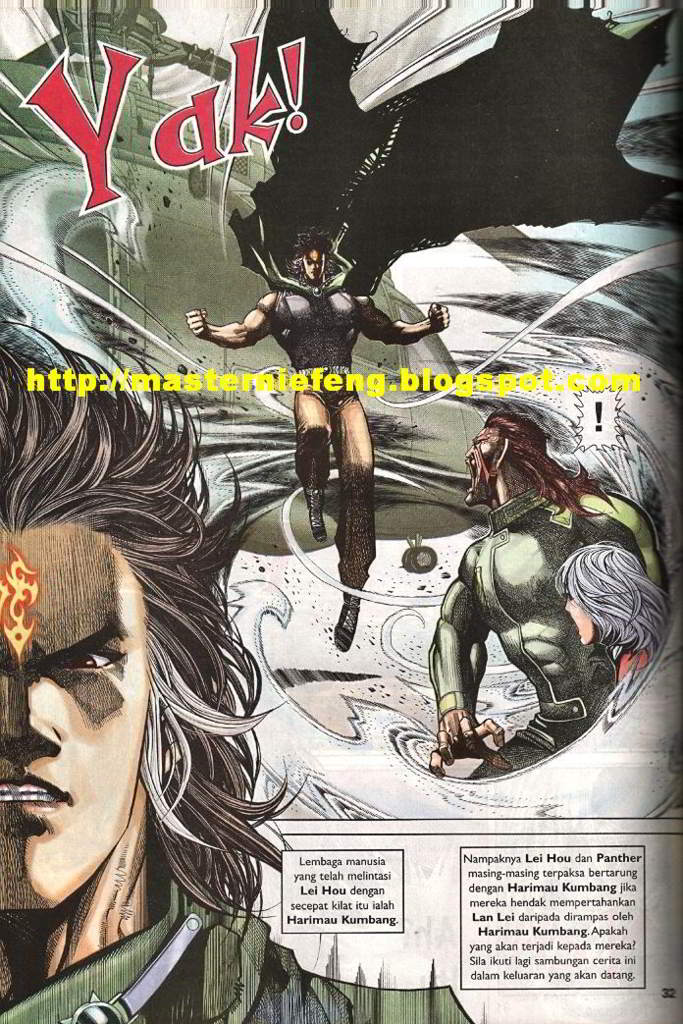 Yak!
http://masterniefeng.blogspot.com
!
Lembaga manusia
yang telah melintasi
Lei Hou dengan
secepat kilat itu ialah
Harimau Kumbang.
Nampaknya Lei Hou dan Panther
masing-masing terpaksa bertarung
dengan Harimau Kumbang jika
mereka hendak mempertahankan
Lan Lei daripada dirampas oleh
Harimau Kumbang. Apakah
yang akan terjadi kepada mereka?
Sila ikuti lagi sambungan cerita ini
dalam keluaran yang akan datang.
32